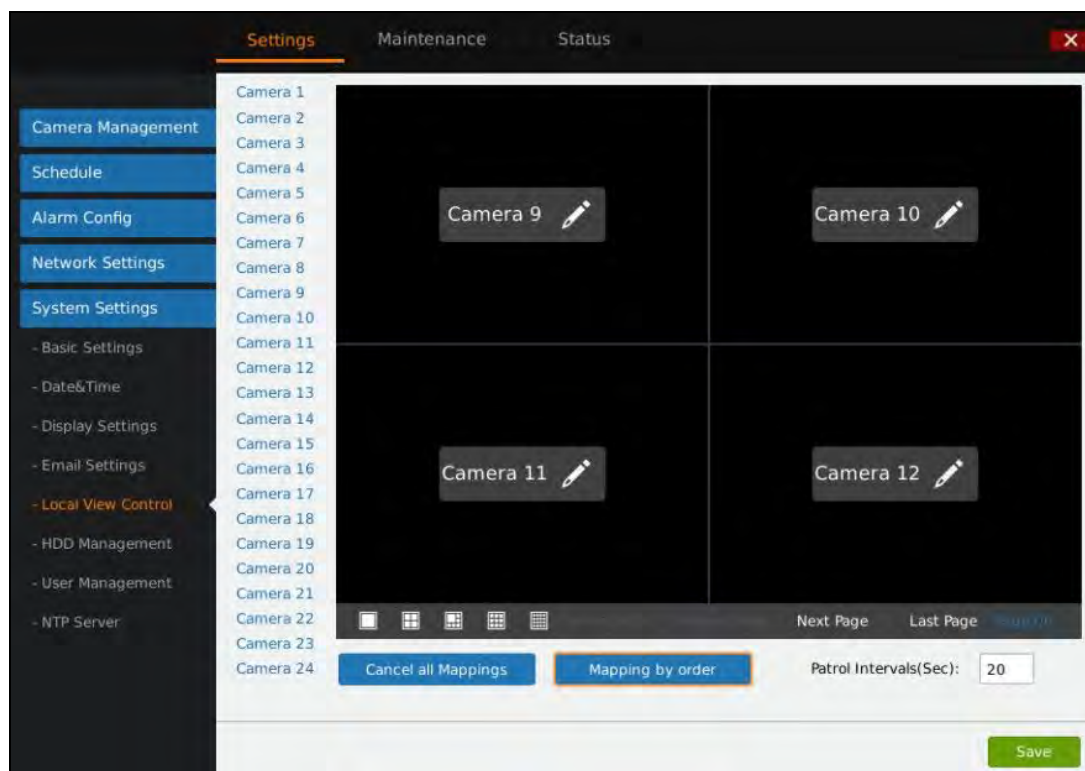 Settings Maintenance Status
Camera Management
Schedule
Alarm Config
Network Settings
System Settings
- Basic Settings
- Date&Time
- Display Settings
- Email Settings
- Local View Control
- HDD Management
- User Management
- NTP Server
Camera 1
Camera 2
Camera 3
Camera 4
Camera 5
Camera 6
Camera 7
Camera 8
Camera 9
Camera 10
Camera 11
Camera 12
Camera 13
Camera 14
Camera 15
Camera 16
Camera 17
Camera 18
Camera 19
Camera 20
Camera 21
Camera 22
Camera 23
Camera 24
Camera 9
Camera 10
Camera 11
Camera 12
Next Page Last Page
Cancel all Mappings Mapping by order Patrol Intervals(Sec): 20
Save